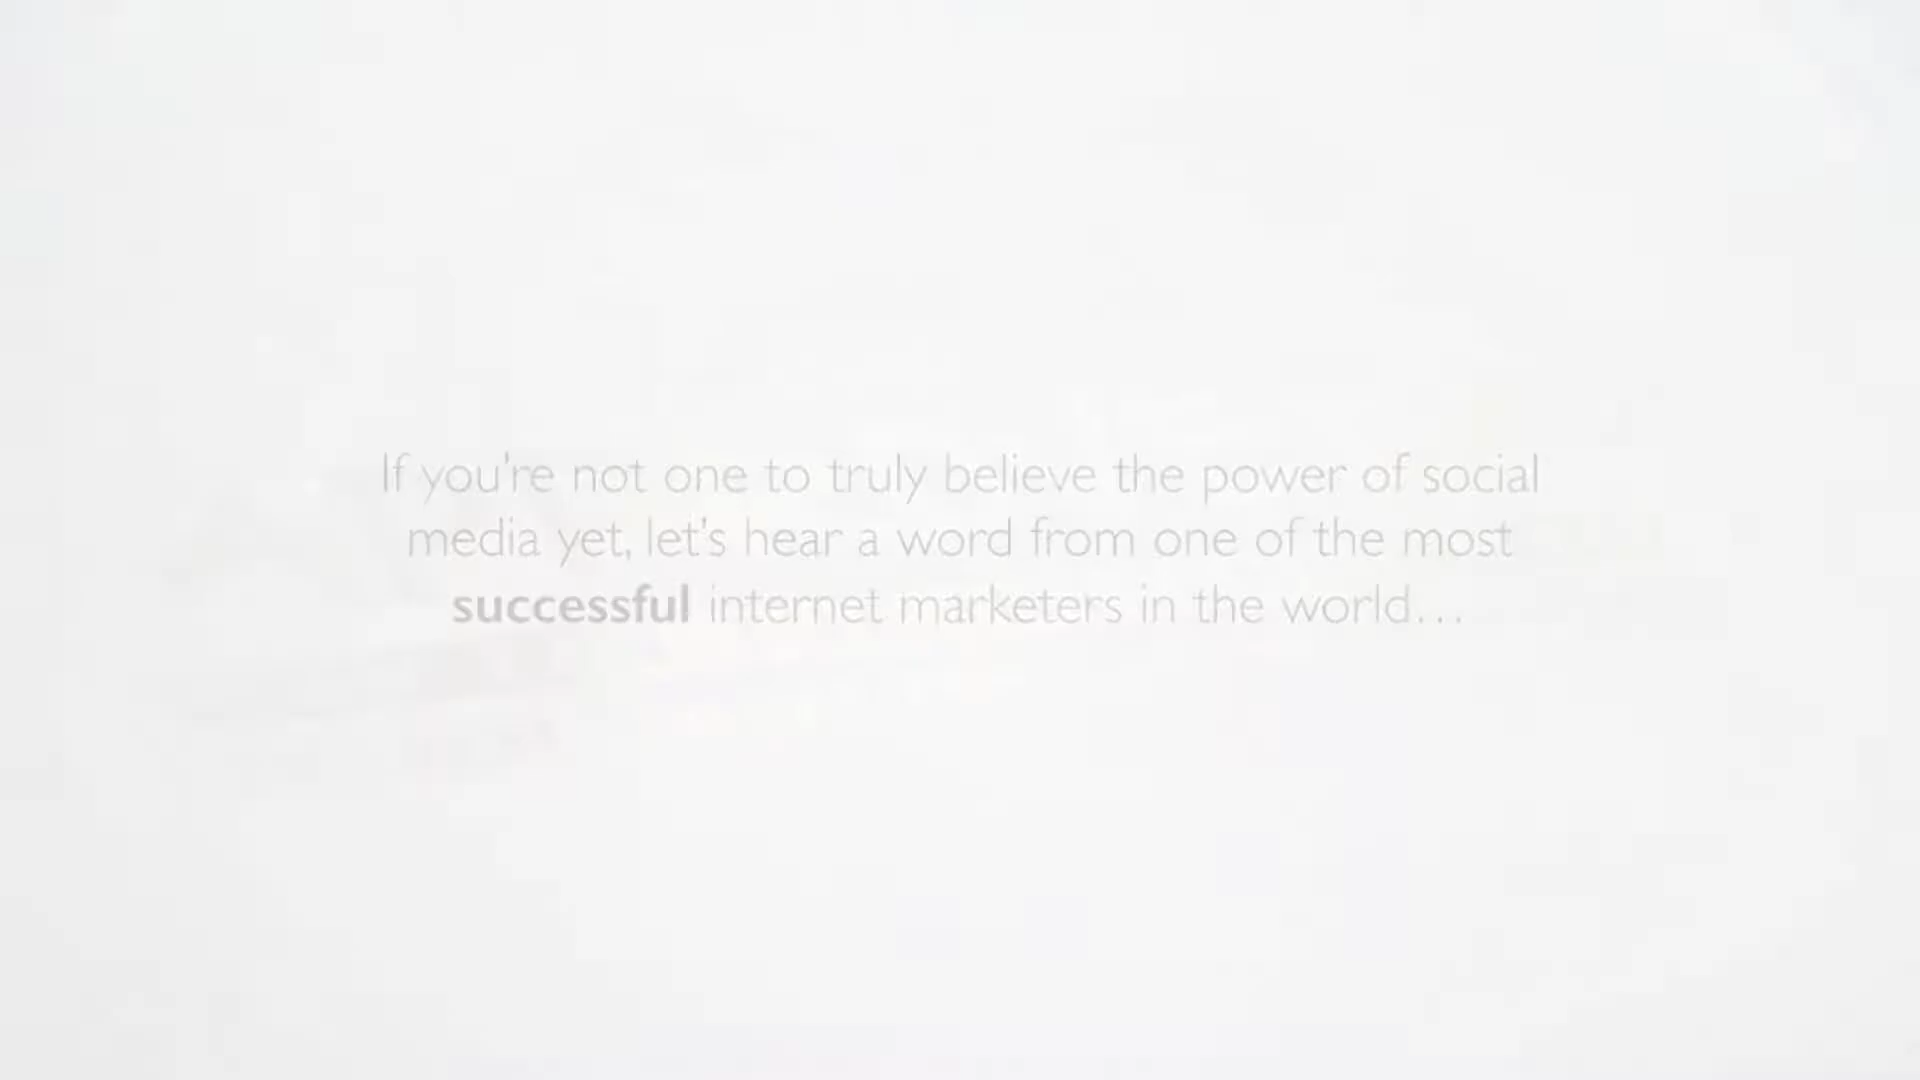 If you're not one to truly believe the power of social
media yet, let's hear a word from one of the most
successful internet marketers in the world...